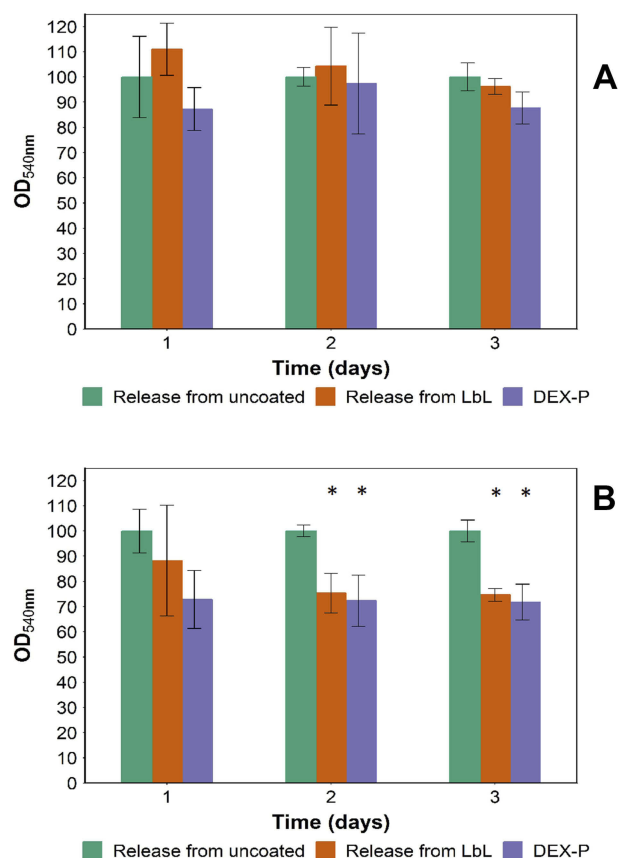 120
110
100
90
80
70
60
50
40
30
20
10
0
OD540nm
A
1 2 3
Time (days)
Release from uncoated Release from LbL DEX-P
120
110
100
90
80
70
60
50
40
30
20
10
0
OD540nm
* * * *
B
1 2 3
Time (days)
Release from uncoated Release from LbL DEX-P